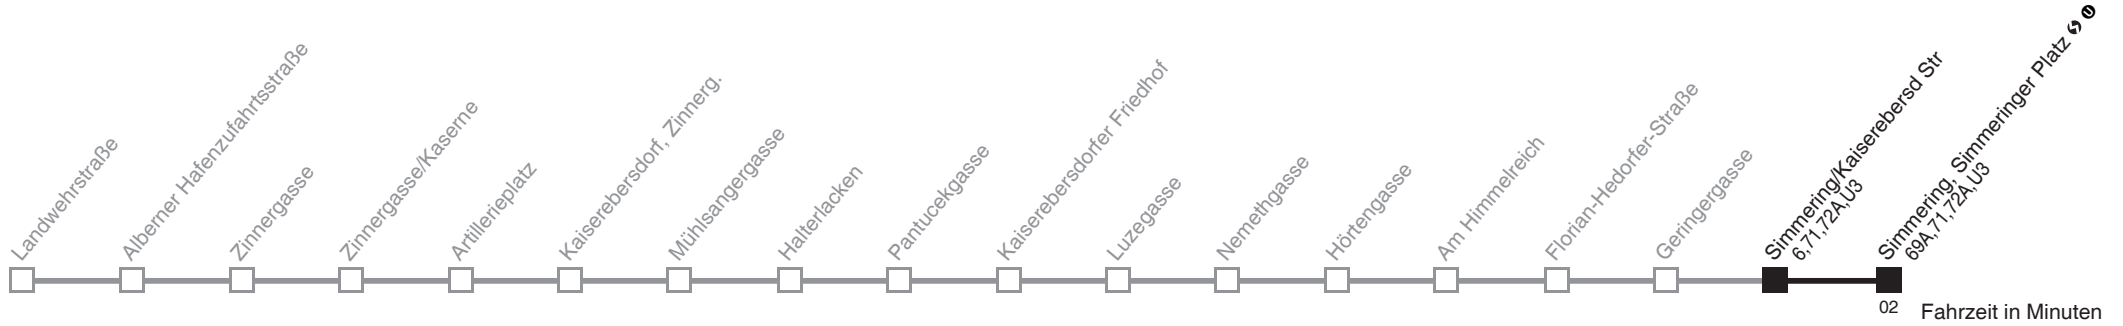 Landwehrstraße
Alberner Hafenzufahrtsstraße
Zinnergasse
Zinnergasse/Kaserne
Artillerieplatz
Kaiserebersdorf, Zinnerg.
Mühlsangergasse
Halterlacken
Pantucekgasse
Kaiserebersdorfer Friedhof
Luzegasse
Nemethgasse
Hörtengasse
Am Himmelreich
Florian-Hedorfer-Straße
Geringergasse
Simmering/Kaiserebersd Str
6,71,72A,U3
Simmering, Simmeringer Platz S U
69A,71,72A,U3
02 Fahrzeit in Minuten